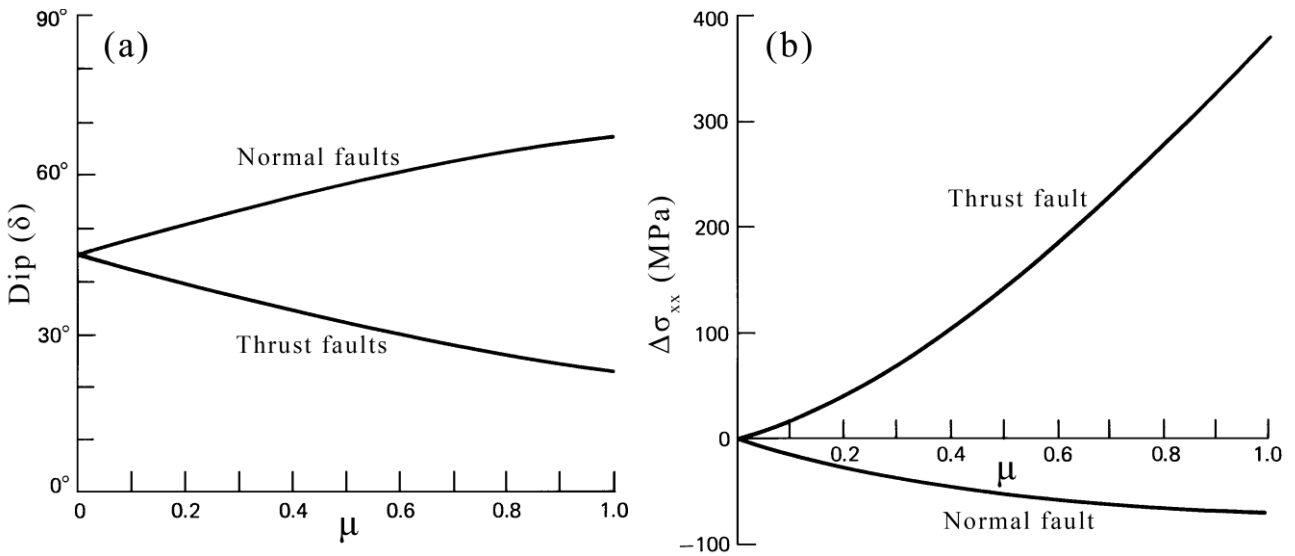 (a)
90°
60°
30°
0°
Dip (δ)
Normal faults
Thrust faults
0
0.2
0.4
0.6
0.8
1.0
μ
(b)
400
300
200
100
0
−100
Δσxx (MPa)
Thrust fault
Normal fault
0.2
0.4
0.6
0.8
1.0
μ